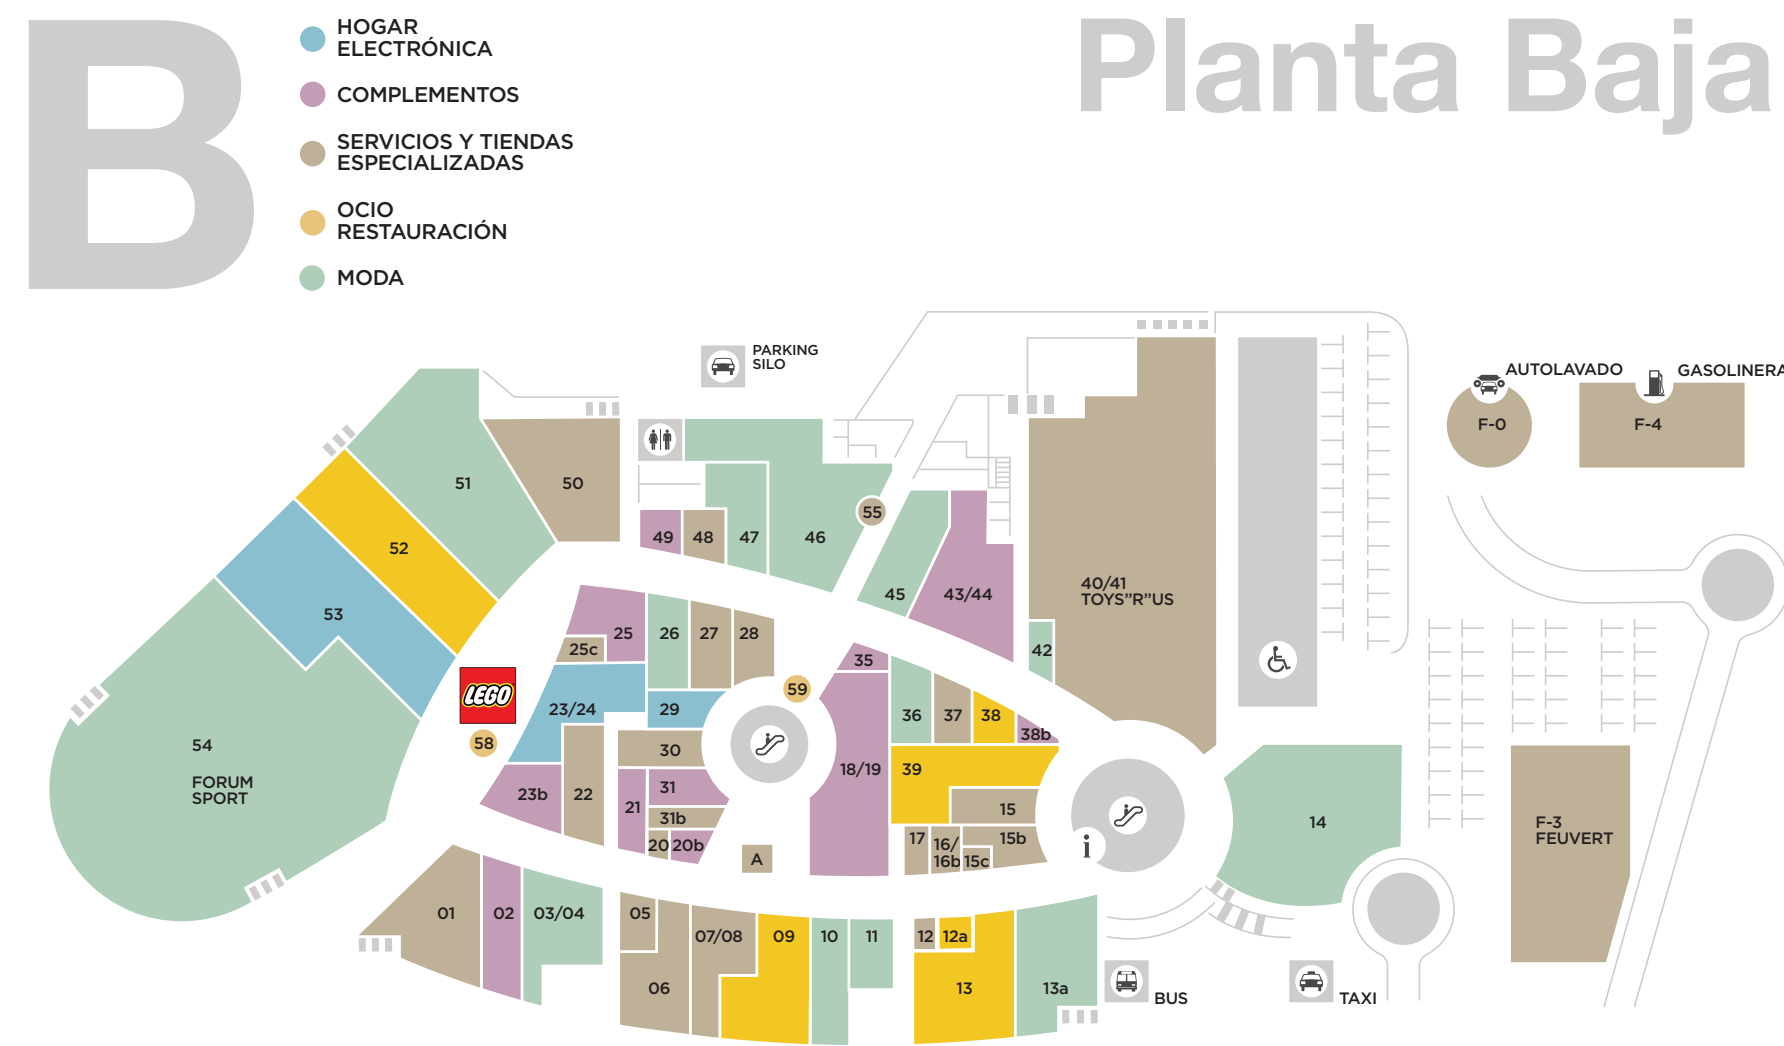 B
HOGAR
ELECTRÓNICA
COMPLEMENTOS
SERVICIOS Y TIENDAS
ESPECIALIZADAS
OCIO
RESTAURACIÓN
MODA
Planta Baja
PARKING
SILO
AUTOLAVADO
GASOLINERA
F-0
F-4
51
50
52
53
49
48
47
46
55
45
43/44
40/41
TOYS”R”US
42
25
25c
26
27
28
35
59
LEGO
58
23/24
29
36
37
38
38b
54
FORUM
SPORT
30
18/19
39
23b
22
21
31
31b
20
20b
A
15
17
16/
16b
15c
15b
i
14
F-3
FEUVERT
01
02
03/04
05
06
07/08
09
10
11
12
12a
13
13a
BUS
TAXI